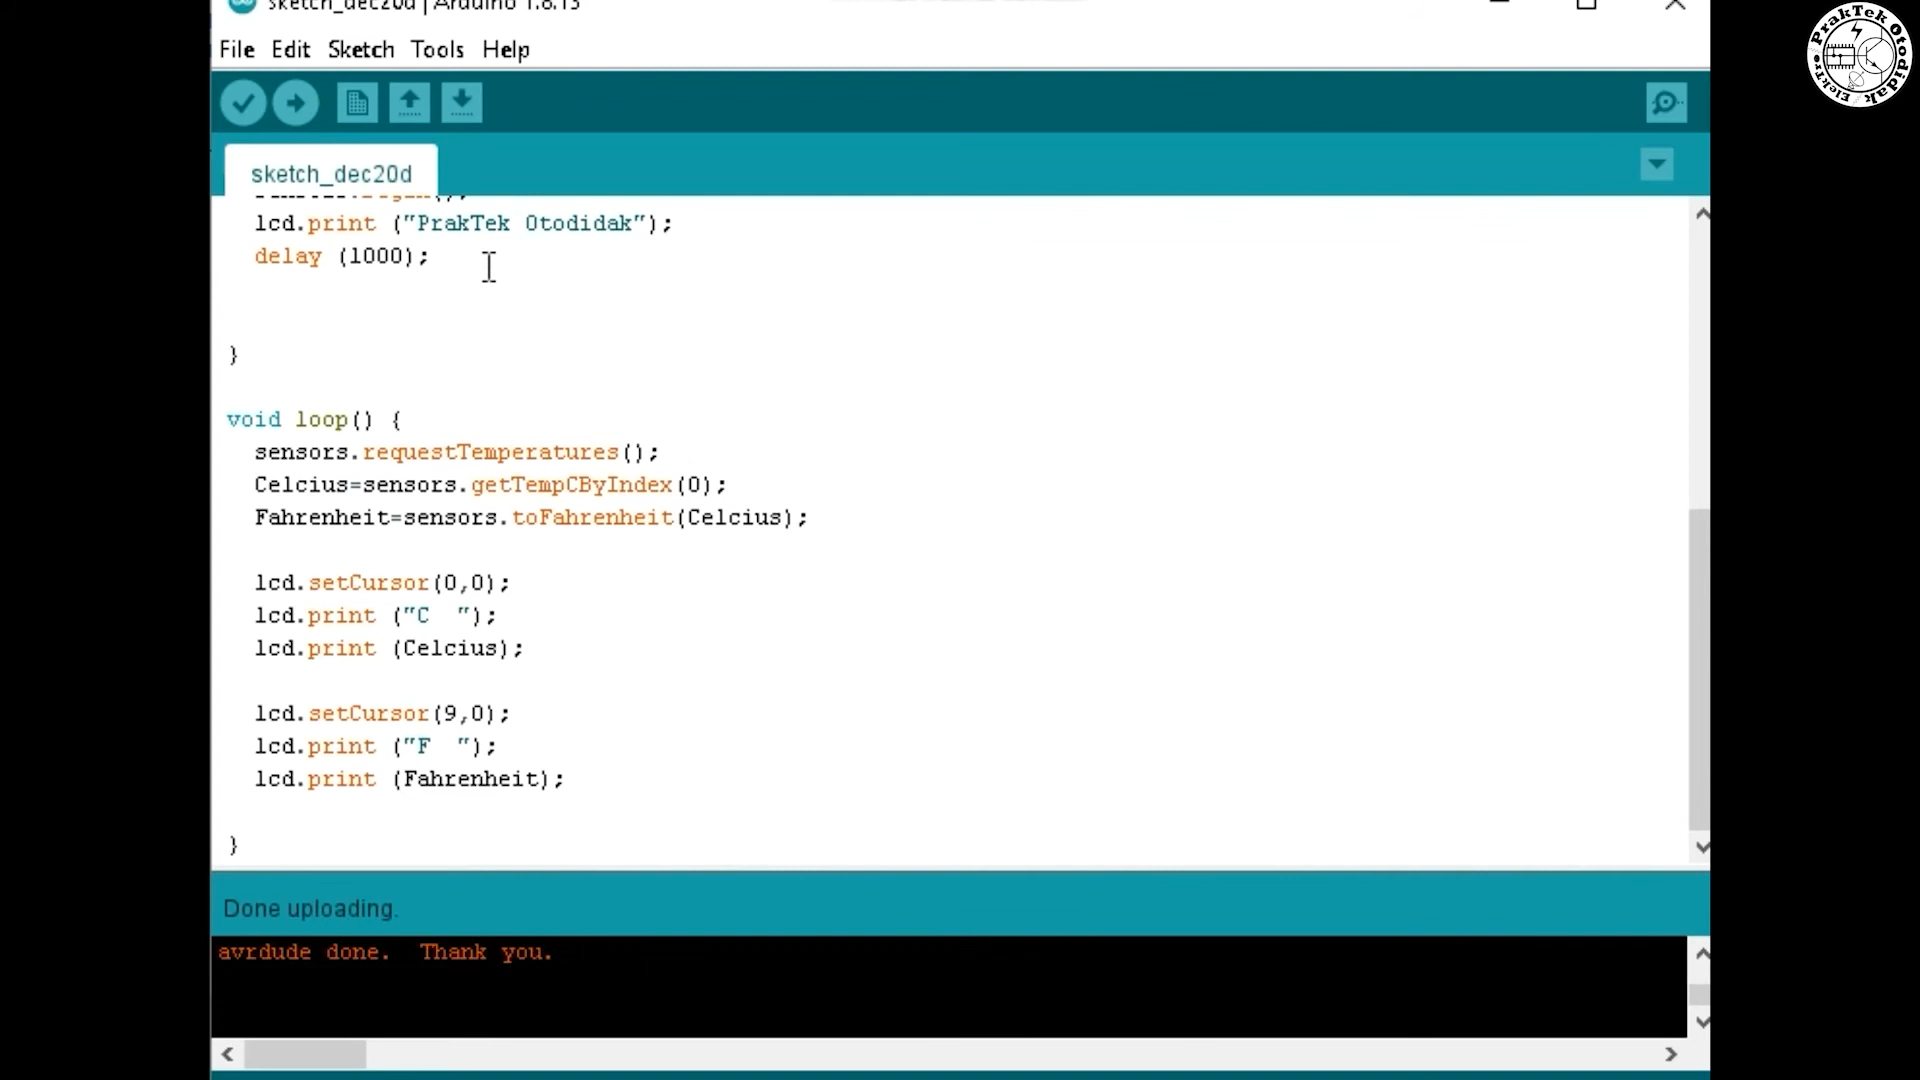 sketch_dec20d | Arduino 1.8.13
File Edit Sketch Tools Help
sketch_dec20d
lcd.print ("PrakTek Otodidak");
delay (1000);
}
void loop() {
sensors.requestTemperatures();
Celcius=sensors.getTempCByIndex(0);
Fahrenheit=sensors.toFahrenheit(Celcius);
lcd.setCursor(0,0);
lcd.print ("C  ");
lcd.print (Celcius);
lcd.setCursor(9,0);
lcd.print ("F  ");
lcd.print (Fahrenheit);
}
Done uploading.
avrdude done.  Thank you.
PrakTek Otodidak
Elektro